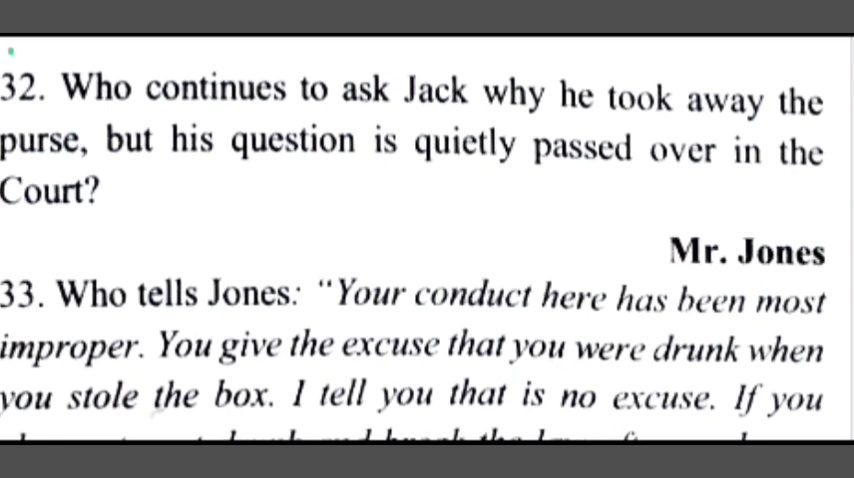 32. Who continues to ask Jack why he took away the
purse, but his question is quietly passed over in the
Court?
Mr. Jones
33. Who tells Jones: "Your conduct here has been most
improper. You give the excuse that you were drunk when
you stole the box. I tell you that is no excuse. If you